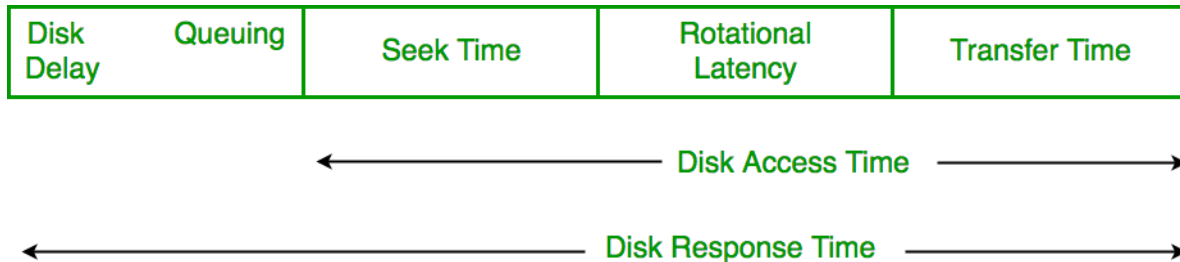 Disk Queuing
Delay
Seek Time
Rotational
Latency
Transfer Time
Disk Access Time
Disk Response Time